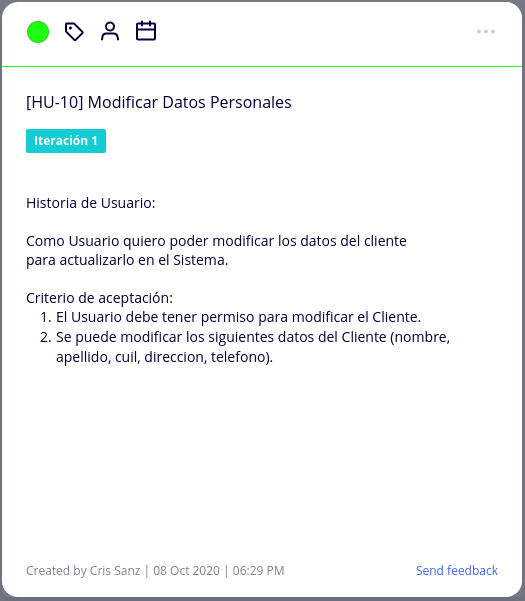 [HU-10] Modificar Datos Personales
Iteración 1
Historia de Usuario:
Como Usuario quiero poder modificar los datos del cliente
para actualizarlo en el Sistema.
Criterio de aceptación:
1. El Usuario debe tener permiso para modificar el Cliente.
2. Se puede modificar los siguientes datos del Cliente (nombre,
apellido, cuil, direccion, telefono).
Created by Cris Sanz | 08 Oct 2020 | 06:29 PM
Send feedback